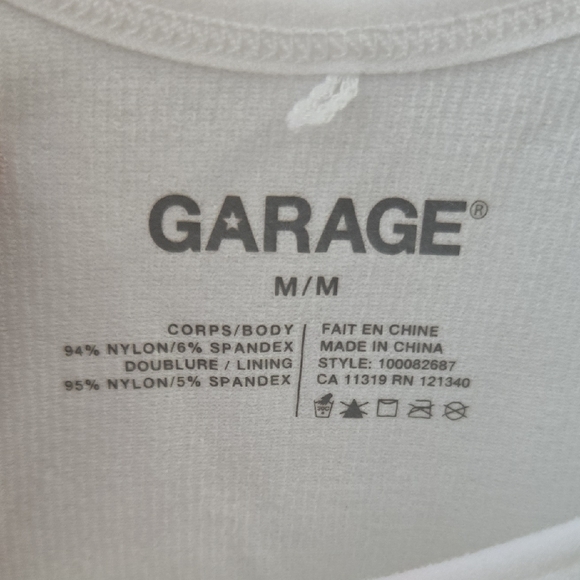 GARAGE®
M/M
CORPS/BODY
94% NYLON/6% SPANDEX
DOUBLURE / LINING
95% NYLON/5% SPANDEX
FAIT EN CHINE
MADE IN CHINA
STYLE: 100082687
CA 11319 RN 121340